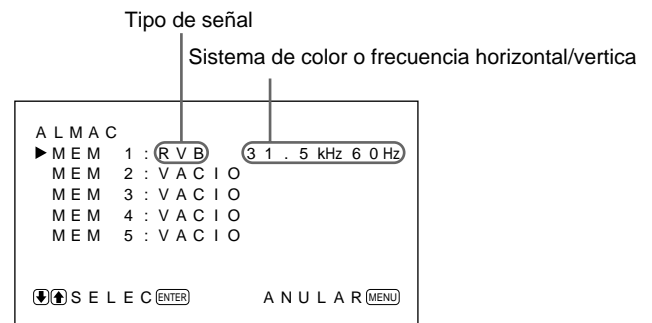 Tipo de señal
Sistema de color o frecuencia horizontal/vertica
ALMAC
▶MEM 1:RVB 31.5 kHz 60Hz
MEM 2:VACIO
MEM 3:VACIO
MEM 4:VACIO
MEM 5:VACIO
SELEC ENTER ANULAR MENU